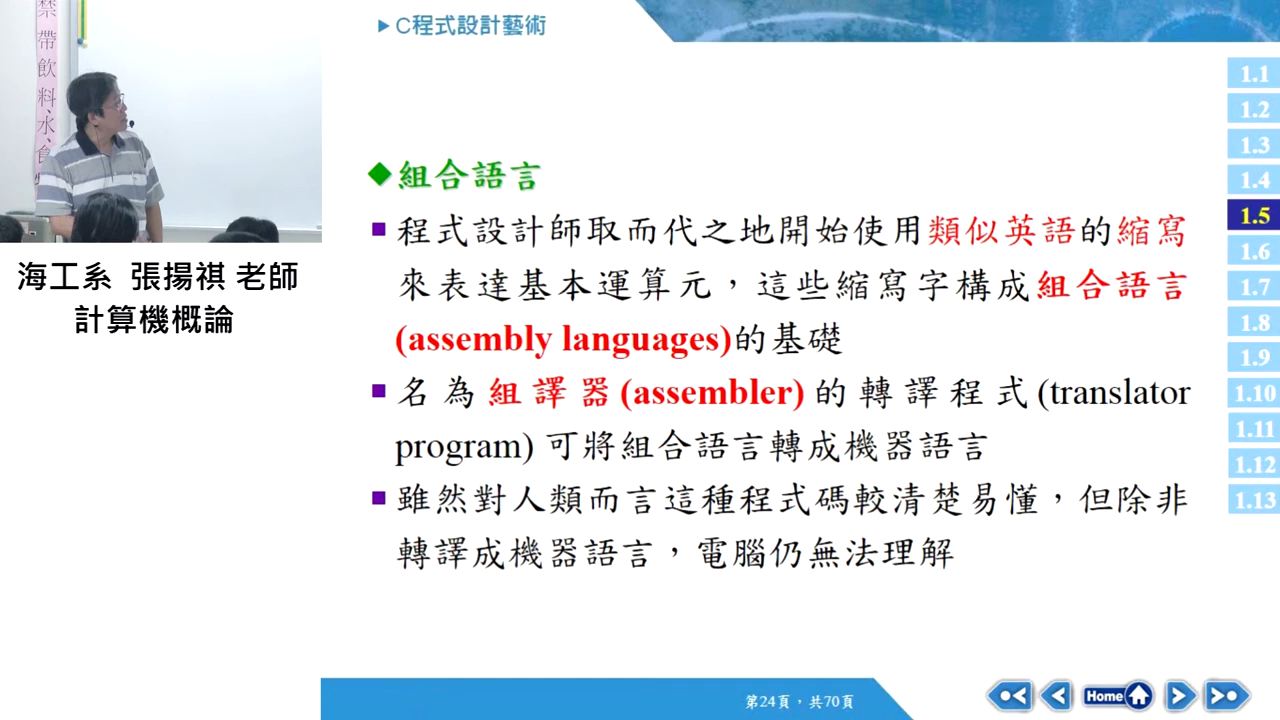 禁帶飲料、水、食
C程式設計藝術
海工系 張揚祺 老師
計算機概論
組合語言
程式設計師取而代之地開始使用類似英語的縮寫
來表達基本運算元，這些縮寫字構成組合語言
(assembly languages)的基礎
名為組譯器(assembler)的轉譯程式(translator
program) 可將組合語言轉成機器語言
雖然對人類而言這種程式碼較清楚易懂，但除非
轉譯成機器語言，電腦仍無法理解
1.1
1.2
1.3
1.4
1.5
1.6
1.7
1.8
1.9
1.10
1.11
1.12
1.13
第24頁，共70頁
Home